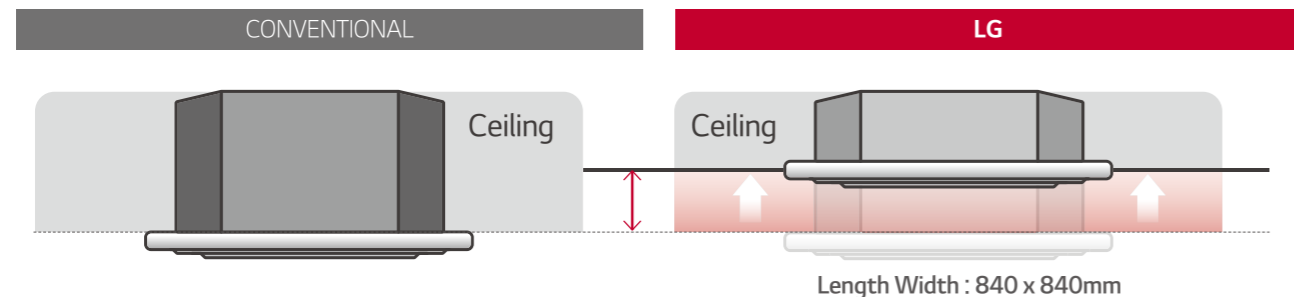 CONVENTIONAL
LG
Ceiling
Ceiling
Length Width : 840 x 840mm